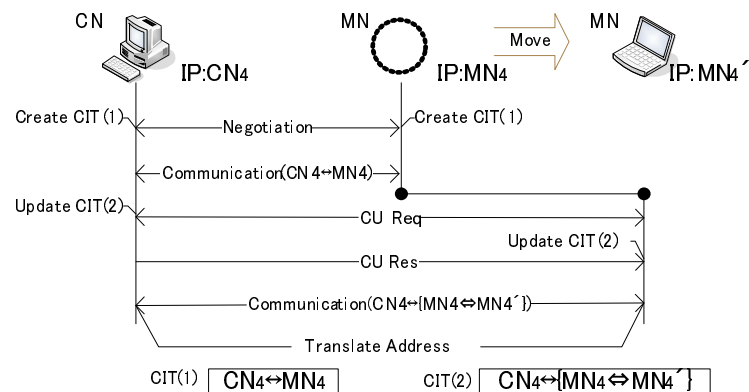 CN
MN
Move
MN
IP:CN4
IP:MN4
IP:MN4´
Create CIT(1)
Negotiation
Create CIT(1)
Communication(CN4↔MN4)
Update CIT(2)
CU Req
Update CIT(2)
CU Res
Communication(CN4↔{MN4⇔MN4´})
Translate Address
CIT(1) CN4↔MN4
CIT(2) CN4↔{MN4⇔MN4´}